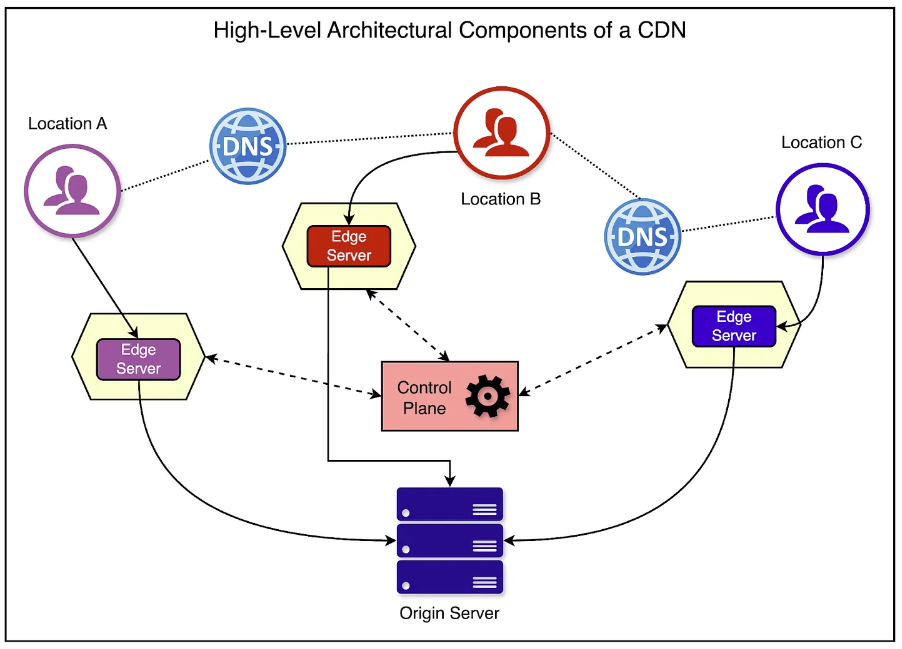 High-Level Architectural Components of a CDN
Location A
DNS
Location B
Location C
DNS
Edge
Server
Edge
Server
Edge
Server
Control
Plane
Origin Server